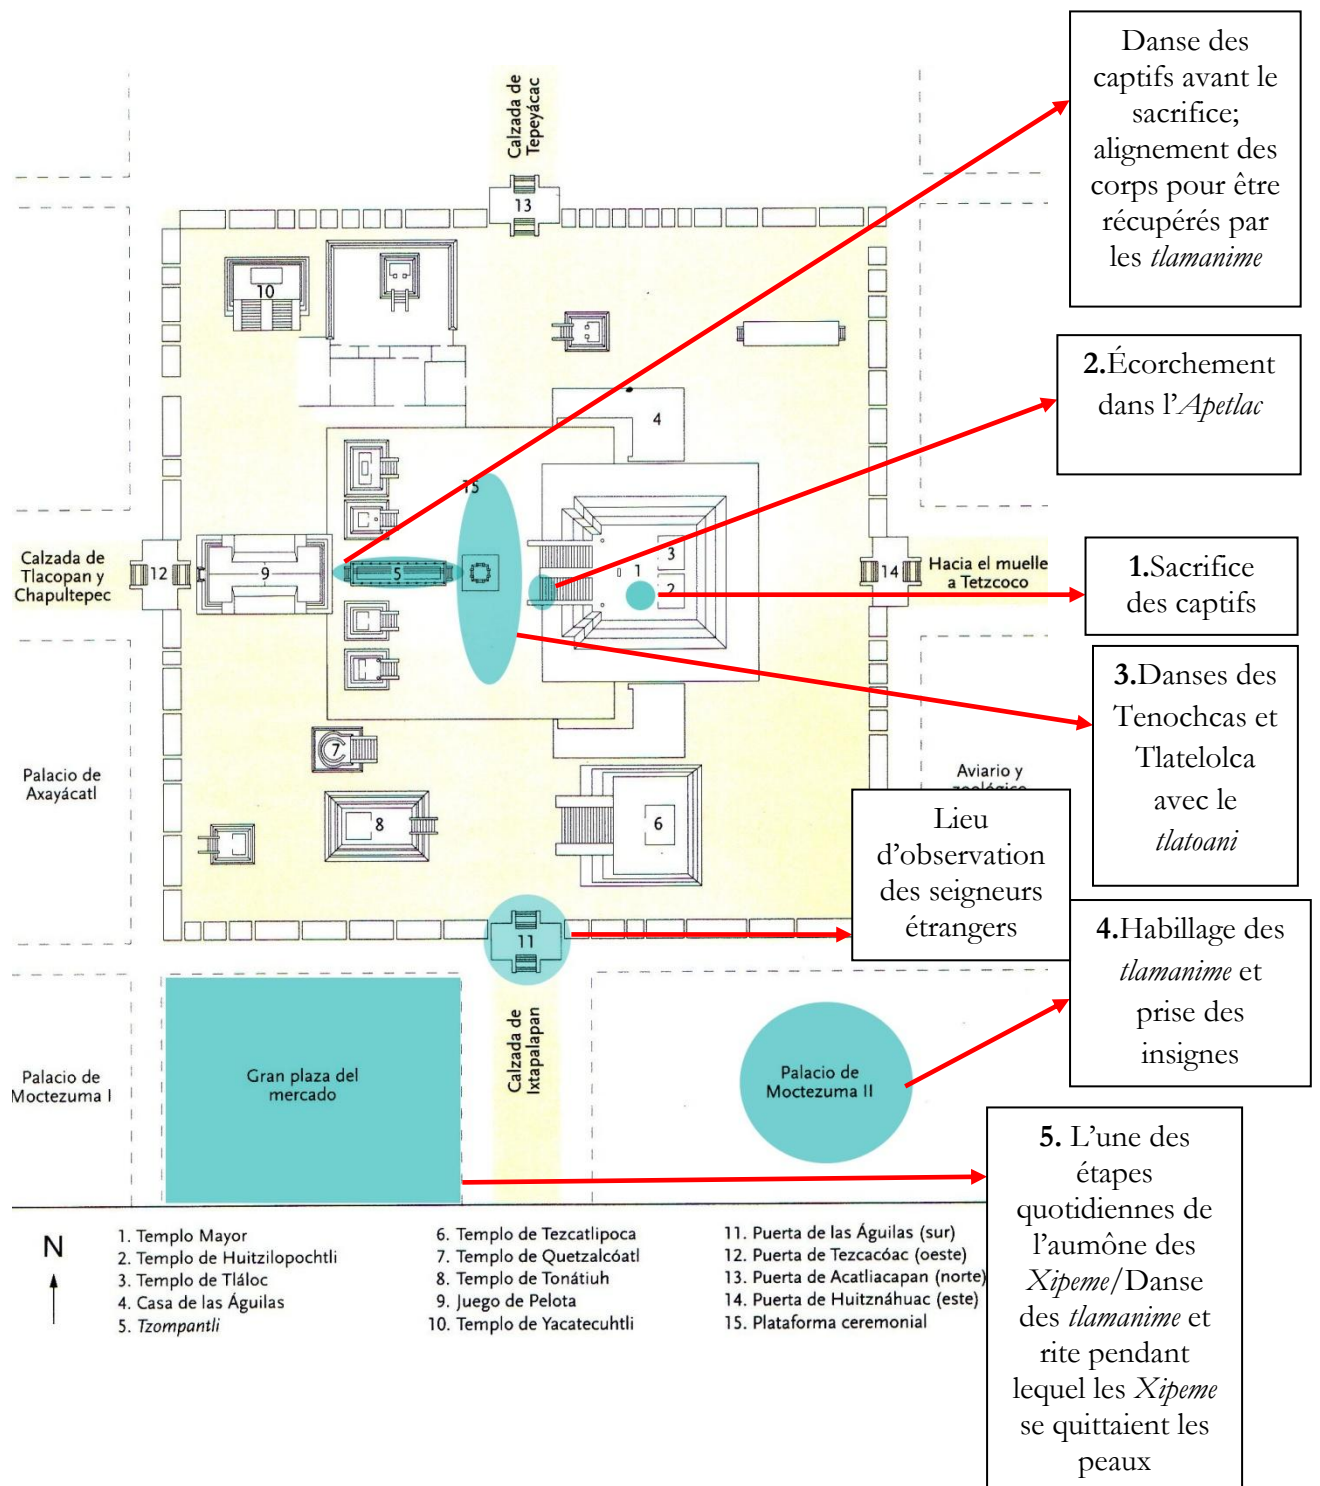 Danse des
captifs avant le
sacrifice;
alignement des
corps pour être
récupérés par
les tlamanime
Calzada de
Tepeyácac
13
10
2.Écorchement
dans l'Apetlac
4
15
Calzada de
Tlacopan y
Chapultepec
12
9
5
3
1
2
14
Hacia el muelle
a Tetzcoco
1.Sacrifice
des captifs
3.Danses des
Tenochcas et
Tlatelolca
avec le
tlatoani
7
Palacio de
Axayácatl
Aviario y
zoológico
8
6
Lieu
d'observation
des seigneurs
étrangers
11
4.Habillage des
tlamanime et
prise des
insignes
Calzada de
Ixtapalapan
Palacio de
Moctezuma I
Gran plaza del
mercado
Palacio de
Moctezuma II
5. L'une des
étapes
quotidiennes de
l'aumône des
Xipeme/Danse
des tlamanime et
rite pendant
lequel les Xipeme
se quittaient les
peaux
N
1. Templo Mayor
2. Templo de Huitzilopochtli
3. Templo de Tláloc
4. Casa de las Águilas
5. Tzompantli
6. Templo de Tezcatlipoca
7. Templo de Quetzalcóatl
8. Templo de Tonátiuh
9. Juego de Pelota
10. Templo de Yacatecuhtli
11. Puerta de las Águilas (sur)
12. Puerta de Tezcacóac (oeste)
13. Puerta de Acatliacapan (norte)
14. Puerta de Huitznáhuac (este)
15. Plataforma ceremonial